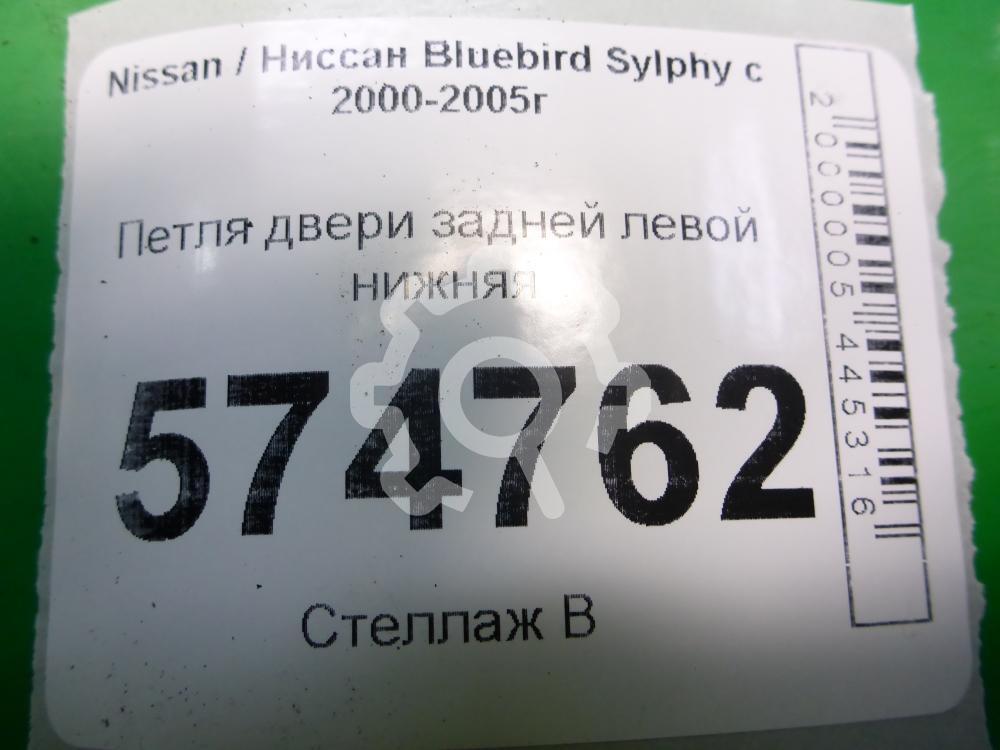 Nissan / Ниссан Bluebird Sylphy с
2000-2005г
Петля двери задней левой
нижняя
574762
Стеллаж В
2000005445316